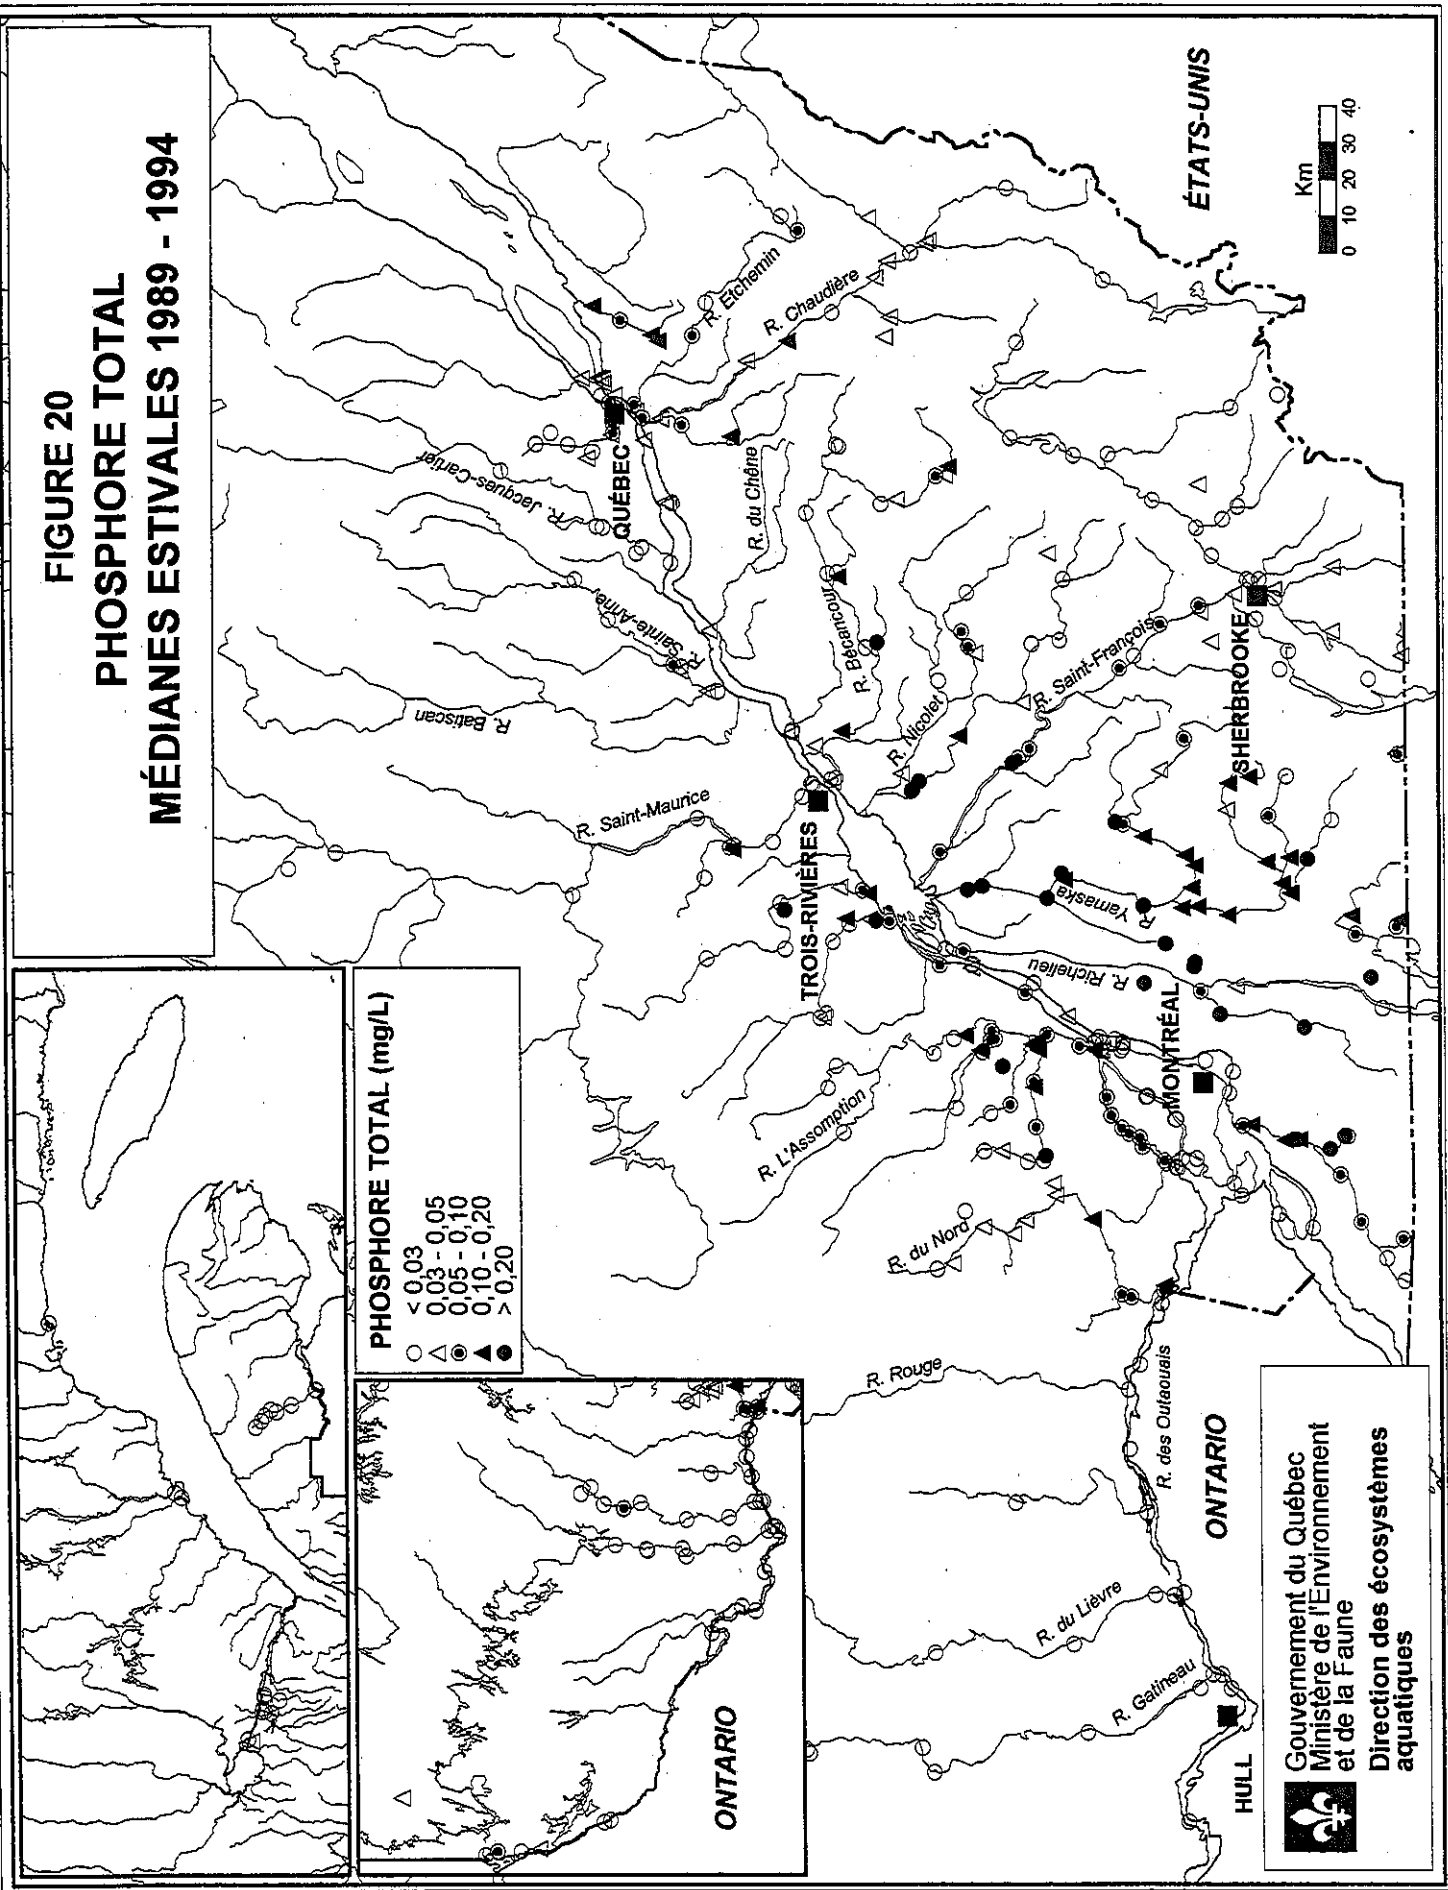 FIGURE 20
PHOSPHORE TOTAL
MÉDIANES ESTIVALES 1989 - 1994
PHOSPHORE TOTAL (mg/L)
< 0,03
0,03 - 0,05
0,05 - 0,10
0,10 - 0,20
> 0,20
ONTARIO
R. Jacques-Cartier
QUÉBEC
R. Etchemin
R. Chaudière
R. du Chêne
R. Sainte-Anne
R. Batiscan
R. Saint-Maurice
TROIS-RIVIÈRES
R. Bécancour
R. Nicolet
R. Saint-François
SHERBROOKE
R. Yamaska
R. Richelieu
MONTRÉAL
R. L'Assomption
R. du Nord
R. Rouge
R. des Outaouais
R. du Lièvre
R. Gatineau
HULL
ONTARIO
ÉTATS-UNIS
Km
0 10 20 30 40
Gouvernement du Québec
Ministère de l'Environnement
et de la Faune
Direction des écosystèmes
aquatiques